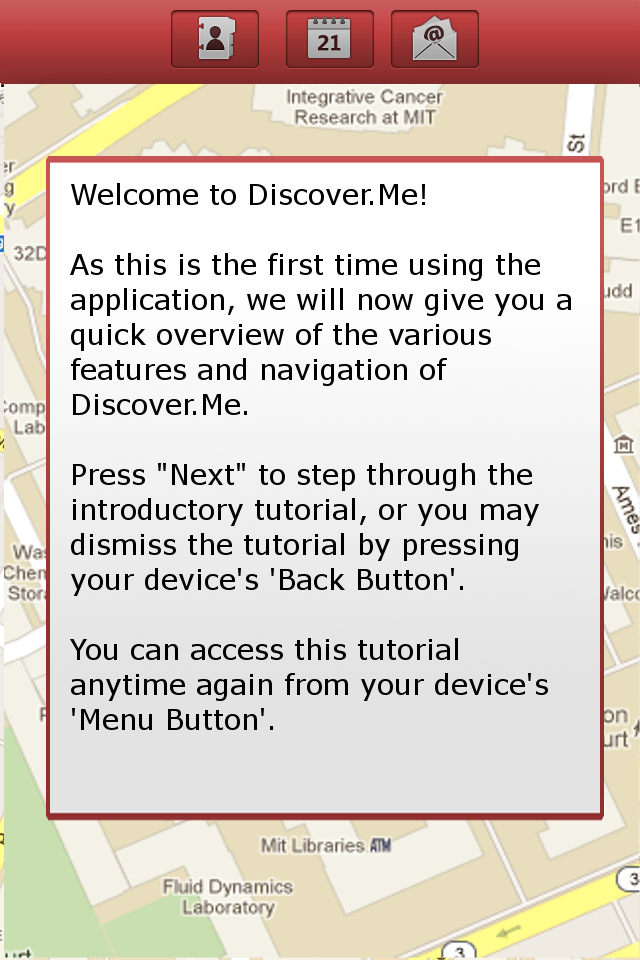 21
@
Integrative Cancer
Research at MIT
St
Welcome to Discover.Me!
As this is the first time using the
application, we will now give you a
quick overview of the various
features and navigation of
Discover.Me.
Press "Next" to step through the
introductory tutorial, or you may
dismiss the tutorial by pressing
your device's 'Back Button'.
You can access this tutorial
anytime again from your device's
'Menu Button'.
32D
E1
Lab
Ames
Mit Libraries ATM
Fluid Dynamics
Laboratory
3
3